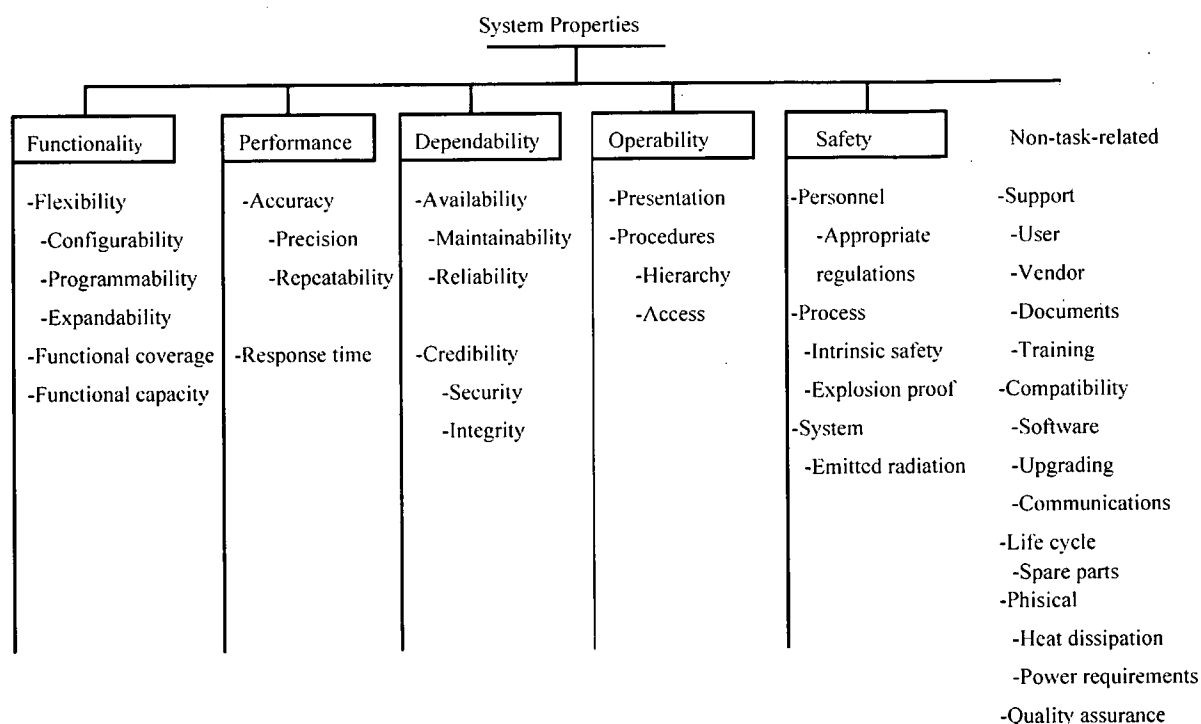 System Properties
Functionality
-Flexibility
-Configurability
-Programmability
-Expandability
-Functional coverage
-Functional capacity
Performance
-Accuracy
-Precision
-Repeatability
-Response time
Dependability
-Availability
-Maintainability
-Reliability
-Credibility
-Security
-Integrity
Operability
-Presentation
-Procedures
-Hierarchy
-Access
Safety
-Personnel
-Appropriate
regulations
-Process
-Intrinsic safety
-Explosion proof
-System
-Emitted radiation
Non-task-related
-Support
-User
-Vendor
-Documents
-Training
-Compatibility
-Software
-Upgrading
-Communications
-Life cycle
-Spare parts
-Phisical
-Heat dissipation
-Power requirements
-Quality assurance